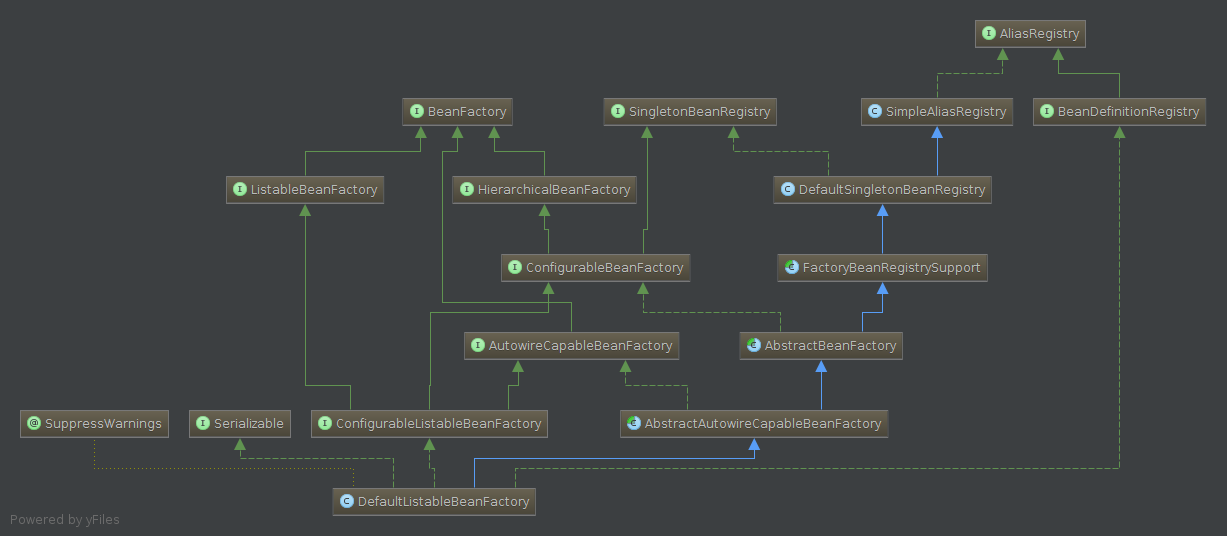 I AliasRegistry
I BeanFactory
I SingletonBeanRegistry
C SimpleAliasRegistry
I BeanDefinitionRegistry
I ListableBeanFactory
I HierarchicalBeanFactory
C DefaultSingletonBeanRegistry
I ConfigurableBeanFactory
C FactoryBeanRegistrySupport
I AutowireCapableBeanFactory
C AbstractBeanFactory
@ SuppressWarnings
I Serializable
I ConfigurableListableBeanFactory
C AbstractAutowireCapableBeanFactory
C DefaultListableBeanFactory
Powered by yFiles